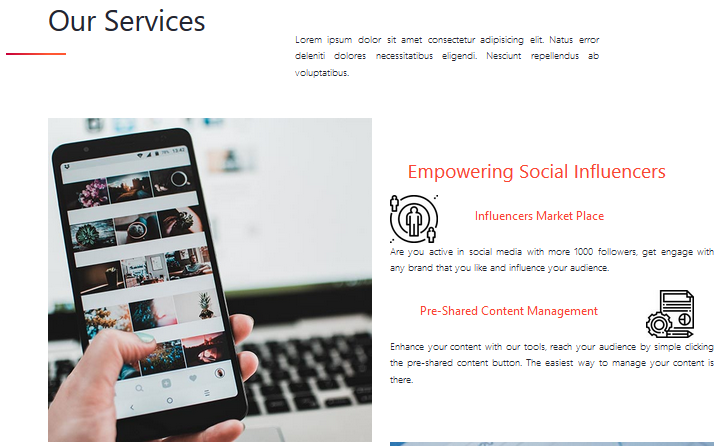 Our Services
Lorem ipsum dolor sit amet consectetur adipisicing elit. Natus error
deleniti dolores necessitatibus eligendi. Nesciunt repellendus ab
voluptatibus.
Empowering Social Influencers
Influencers Market Place
Are you active in social media with more 1000 followers, get engage with
any brand that you like and influence your audience.
Pre-Shared Content Management
Enhance your content with our tools, reach your audience by simple clicking
the pre-shared content button. The easiest way to manage your content is
there.